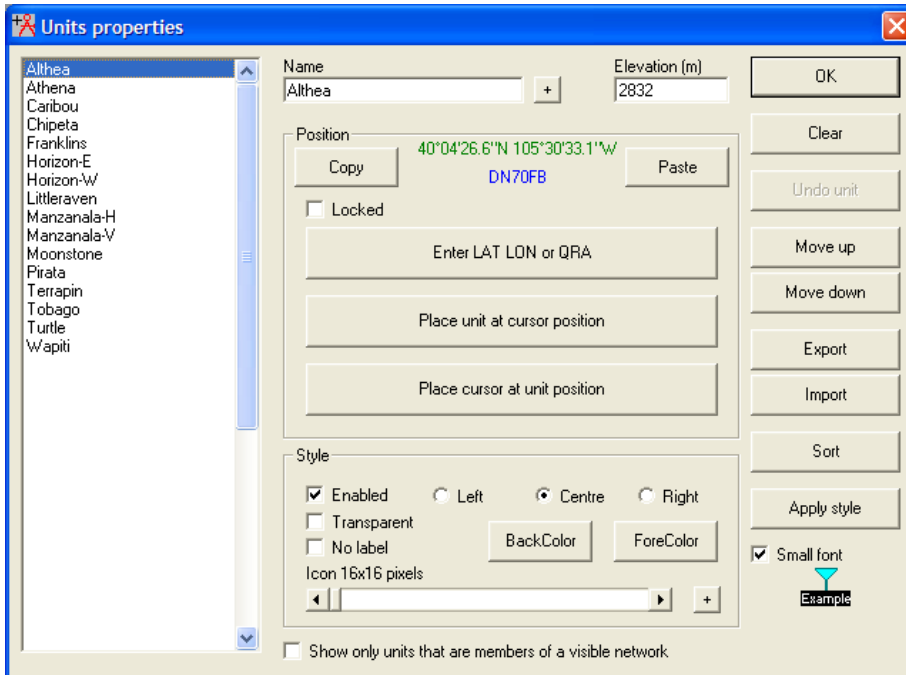 Units properties
Althea
Athena
Caribou
Chipeta
Franklins
Horizon-E
Horizon-W
Littleraven
Manzanala-H
Manzanala-V
Moonstone
Pirata
Terrapin
Tobago
Turtle
Wapiti
Name
Althea
+
Elevation (m)
2832
Position
Copy
40°04'26.6''N 105°30'33.1''W
DN70FB
Paste
Locked
Enter LAT LON or QRA
Place unit at cursor position
Place cursor at unit position
Style
Enabled
Left
Centre
Right
Transparent
No label
BackColor
ForeColor
Icon 16x16 pixels
+
Show only units that are members of a visible network
OK
Clear
Undo unit
Move up
Move down
Export
Import
Sort
Apply style
Small font
Example